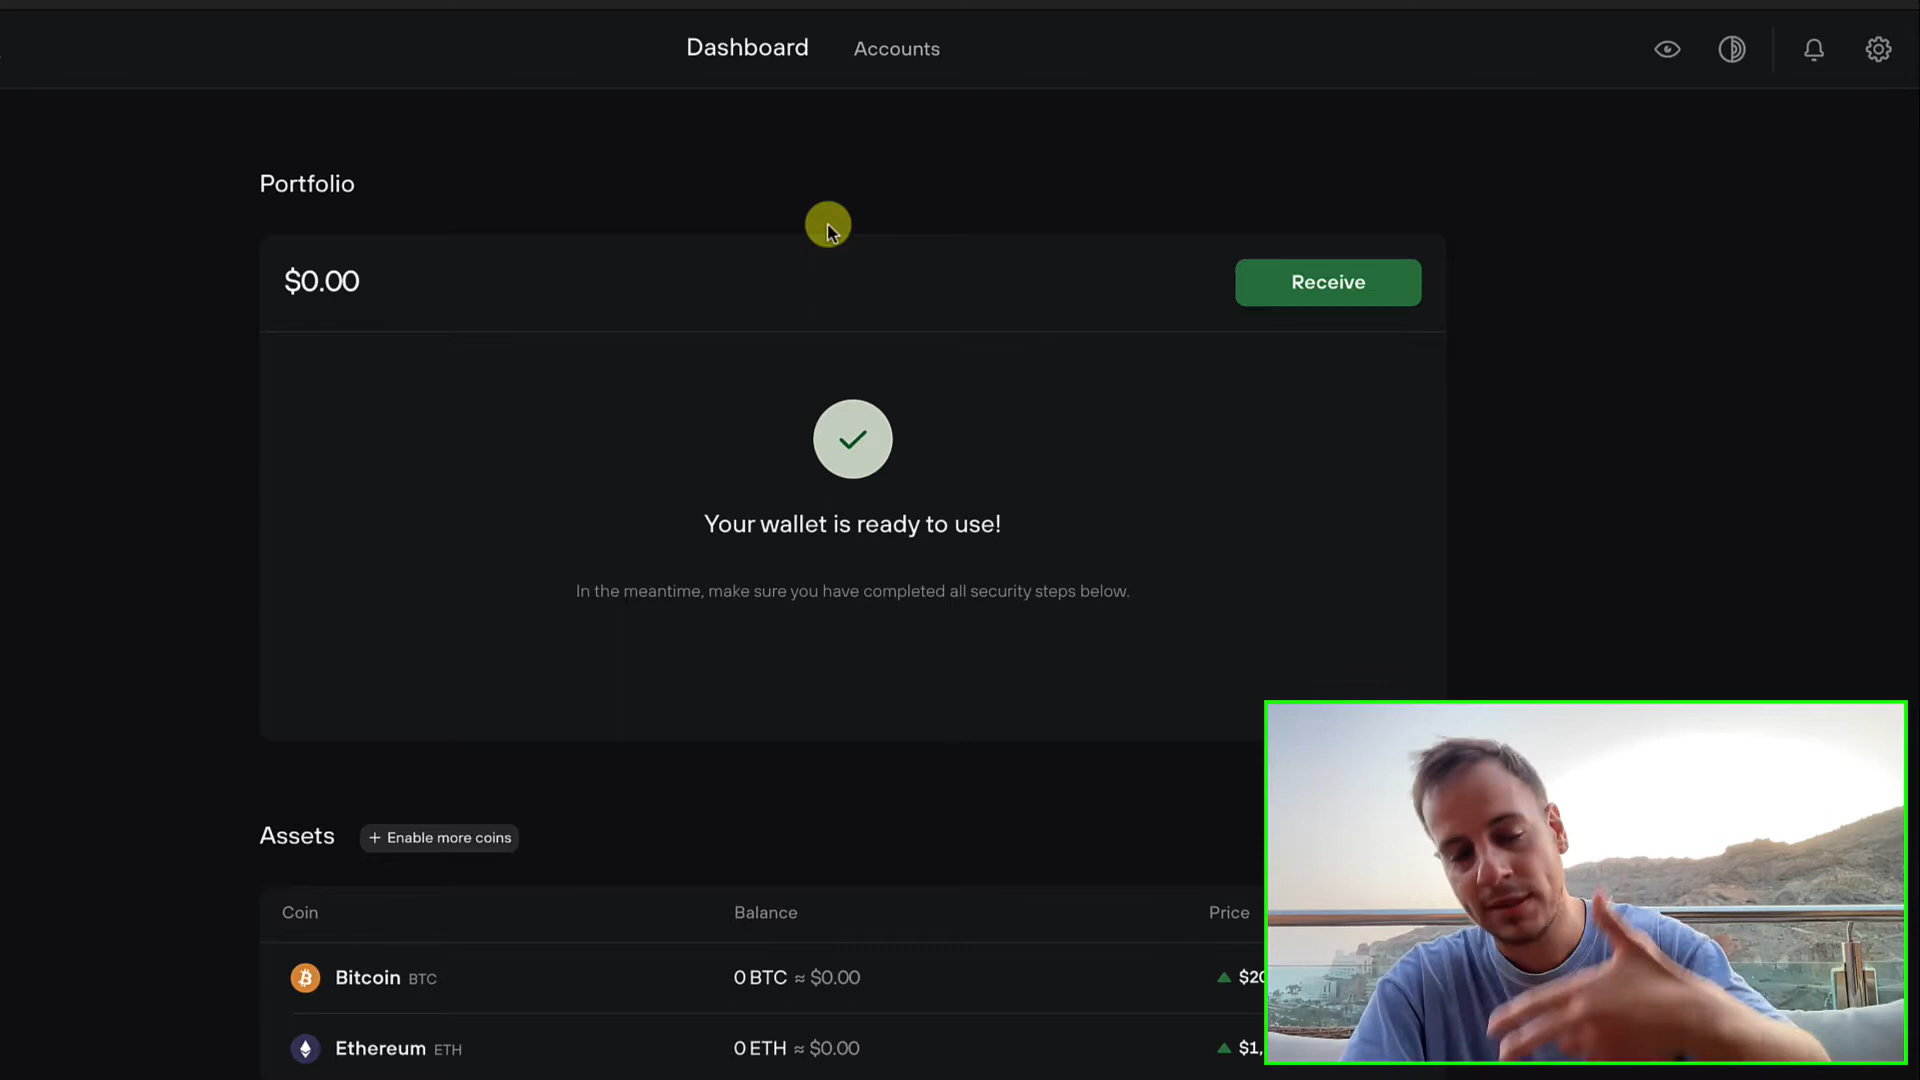 Dashboard Accounts
Portfolio
$0.00
Receive
Your wallet is ready to use!
In the meantime, make sure you have completed all security steps below.
Assets + Enable more coins
Coin Balance Price
Bitcoin BTC 0 BTC ≈ $0.00
Ethereum ETH 0 ETH ≈ $0.00